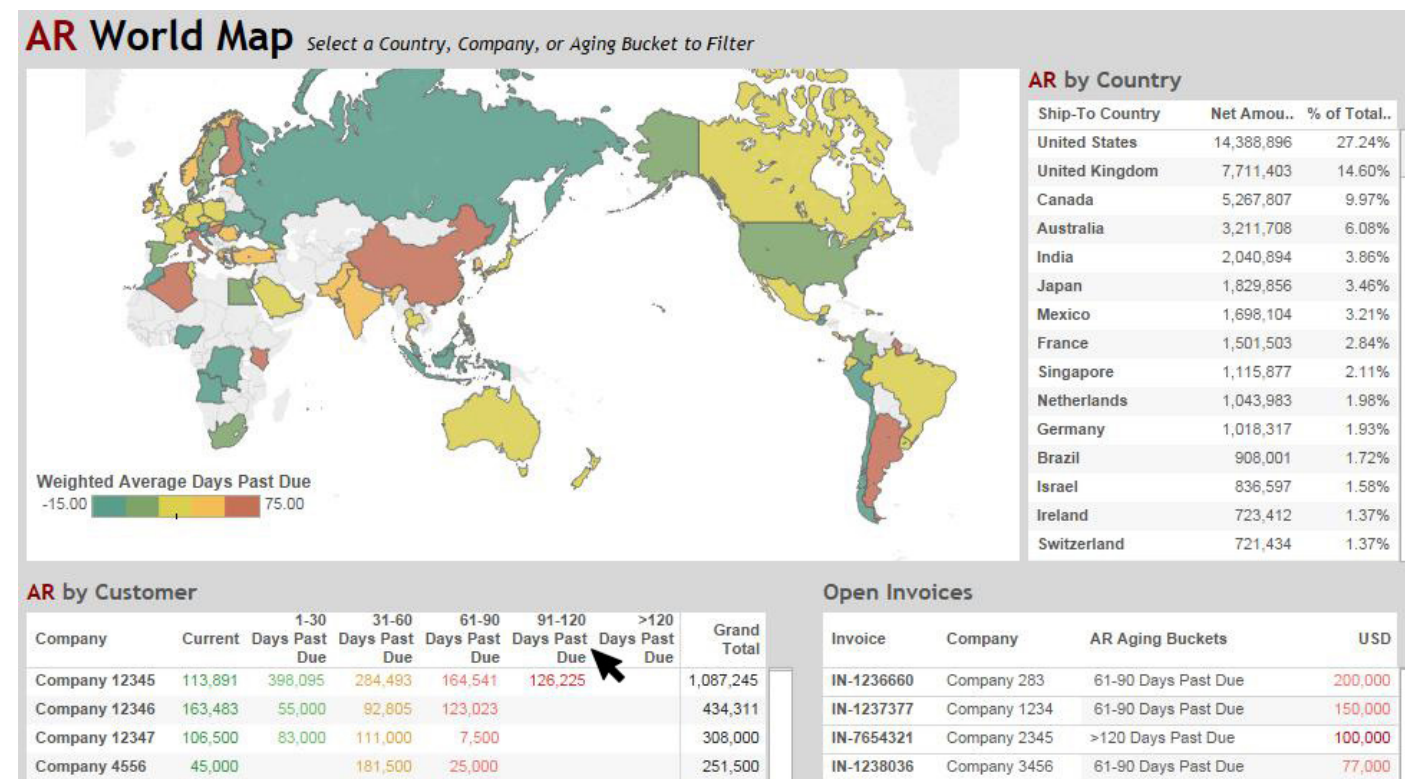 AR World Map Select a Country, Company, or Aging Bucket to Filter
AR by Country
Ship-To Country Net Amou.. % of Total..
United States 14,388,896 27.24%
United Kingdom 7,711,403 14.60%
Canada 5,267,807 9.97%
Australia 3,211,708 6.08%
India 2,040,894 3.86%
Japan 1,829,856 3.46%
Mexico 1,698,104 3.21%
France 1,501,503 2.84%
Singapore 1,115,877 2.11%
Netherlands 1,043,983 1.98%
Germany 1,018,317 1.93%
Brazil 908,001 1.72%
Israel 836,597 1.58%
Ireland 723,412 1.37%
Switzerland 721,434 1.37%
Weighted Average Days Past Due
-15.00 75.00
AR by Customer
Company Current 1-30 Days Past Due 31-60 Days Past Due 61-90 Days Past Due 91-120 Days Past Due >120 Days Past Due Grand Total
Company 12345 113,891 398,095 284,493 164,541 126,225 1,087,245
Company 12346 163,483 55,000 92,805 123,023 434,311
Company 12347 106,500 83,000 111,000 7,500 308,000
Company 4556 45,000 181,500 25,000 251,500
Open Invoices
Invoice Company AR Aging Buckets USD
IN-1236660 Company 283 61-90 Days Past Due 200,000
IN-1237377 Company 1234 61-90 Days Past Due 150,000
IN-7654321 Company 2345 >120 Days Past Due 100,000
IN-1238036 Company 3456 61-90 Days Past Due 77,000